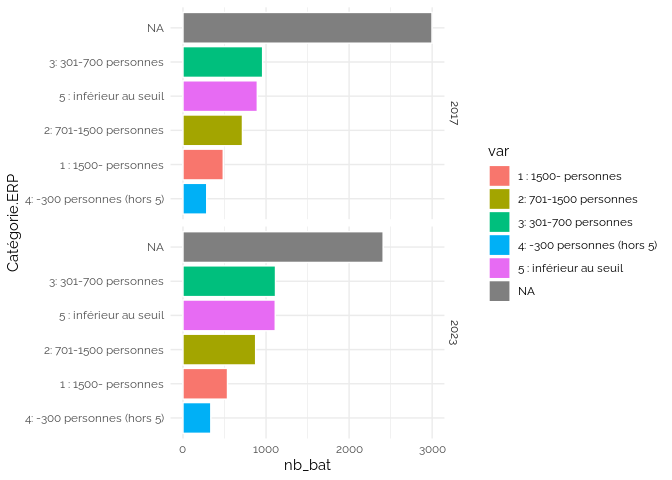 NA
3: 301-700 personnes
5 : inférieur au seuil
2: 701-1500 personnes
1 : 1500- personnes
4: -300 personnes (hors 5)
2017
NA
3: 301-700 personnes
5 : inférieur au seuil
2: 701-1500 personnes
1 : 1500- personnes
4: -300 personnes (hors 5)
2023
Catégorie.ERP
0 1000 2000 3000
nb_bat
var
1 : 1500- personnes
2: 701-1500 personnes
3: 301-700 personnes
4: -300 personnes (hors 5)
5 : inférieur au seuil
NA